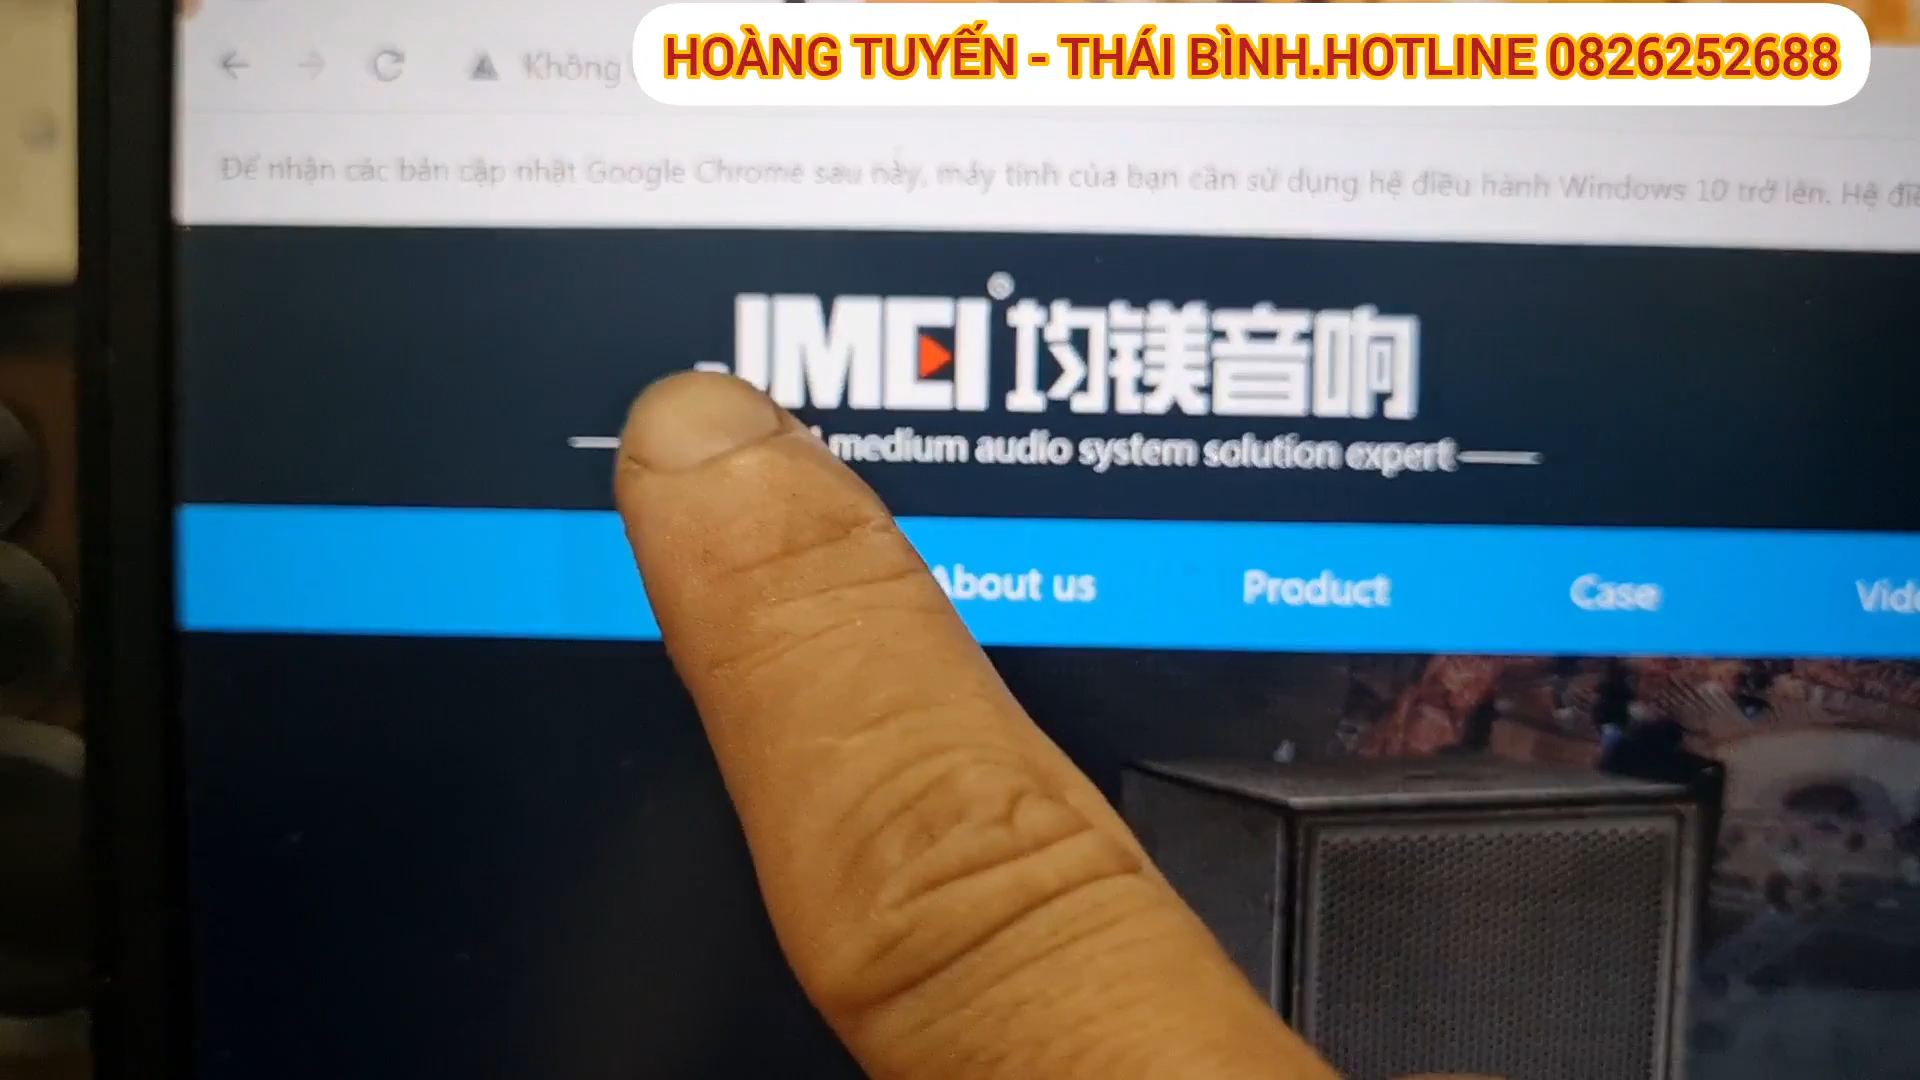 HOÀNG TUYẾN - THÁI BÌNH.HOTLINE 0826252688
Không
Để nhận các bản cập nhật Google Chrome sau này, máy tính của bạn cần sử dụng hệ điều hành Windows 10 trở lên. Hệ
JMEI® 均镁音响
medium audio system solution expert
About us Product Case